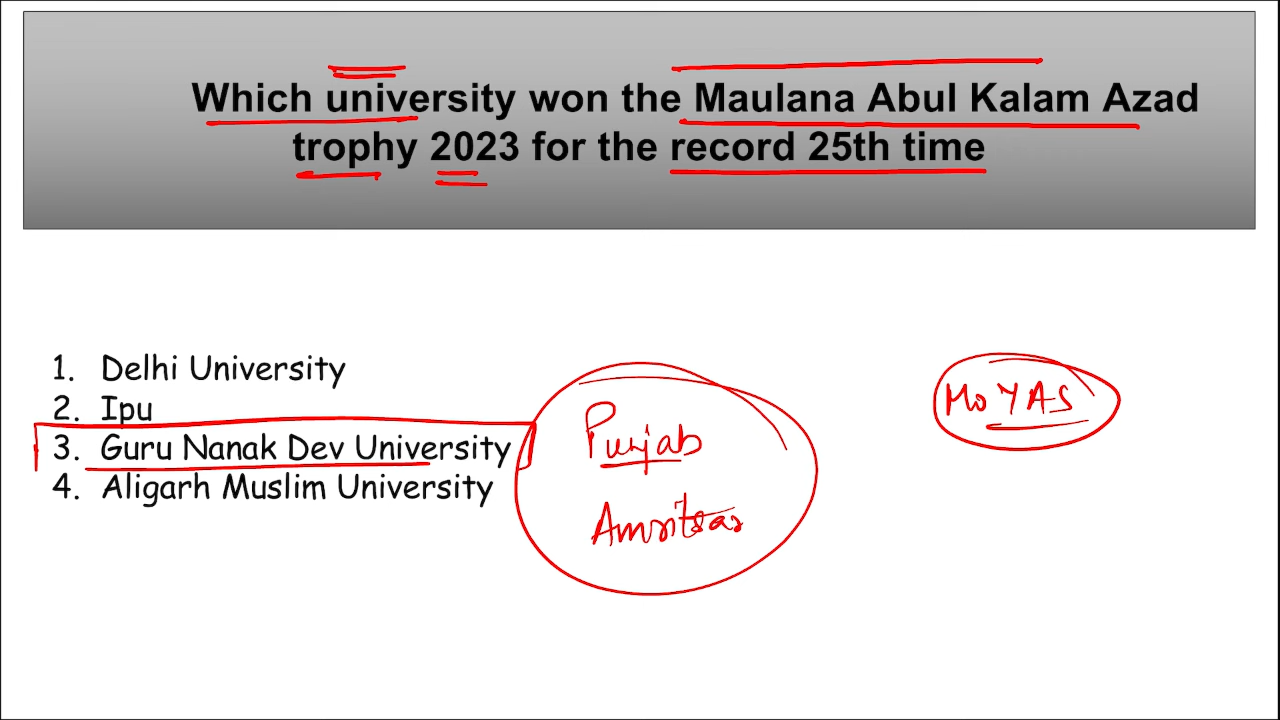 Which university won the Maulana Abul Kalam Azad
trophy 2023 for the record 25th time
1. Delhi University
2. Ipu
3. Guru Nanak Dev University
4. Aligarh Muslim University
Punjab
Amritsar
MoYAS